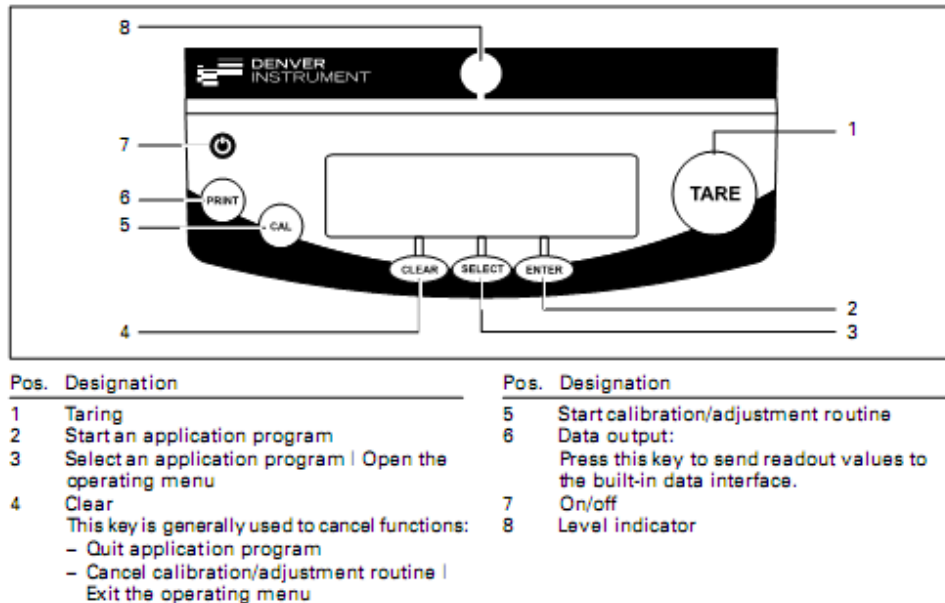 8
DENVER
INSTRUMENT
7
1
6
PRINT
TARE
5
CAL
CLEAR
SELECT
ENTER
2
4
3
Pos. Designation
1 Taring
2 Start an application program
3 Select an application program | Open the
operating menu
4 Clear
This key is generally used to cancel functions:
– Quit application program
– Cancel calibration/adjustment routine |
Exit the operating menu
Pos. Designation
5 Start calibration/adjustment routine
6 Data output:
Press this key to send readout values to
the built-in data interface.
7 On/off
8 Level indicator